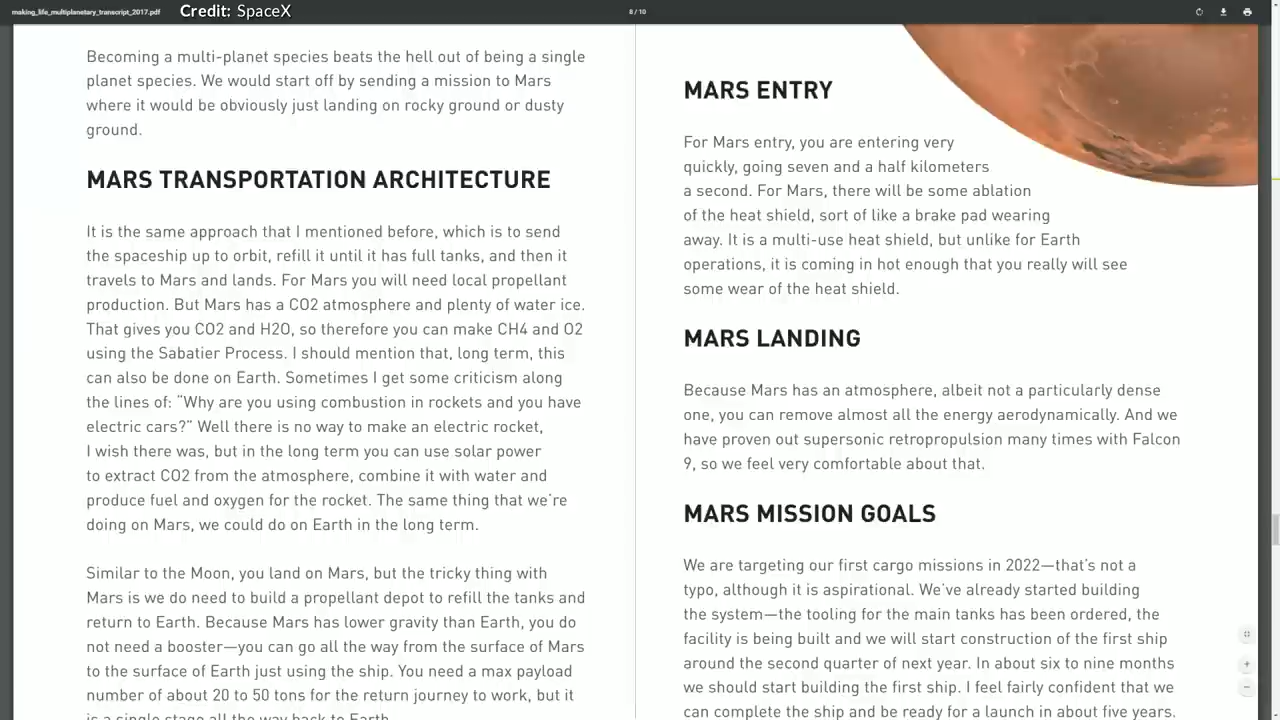 making_life_multiplanetary_transcript_2017.pdf
Credit: SpaceX
8 / 10
Becoming a multi-planet species beats the hell out of being a single
planet species. We would start off by sending a mission to Mars
where it would be obviously just landing on rocky ground or dusty
ground.
MARS TRANSPORTATION ARCHITECTURE
It is the same approach that I mentioned before, which is to send
the spaceship up to orbit, refill it until it has full tanks, and then it
travels to Mars and lands. For Mars you will need local propellant
production. But Mars has a CO2 atmosphere and plenty of water ice.
That gives you CO2 and H2O, so therefore you can make CH4 and O2
using the Sabatier Process. I should mention that, long term, this
can also be done on Earth. Sometimes I get some criticism along
the lines of: "Why are you using combustion in rockets and you have
electric cars?" Well there is no way to make an electric rocket,
I wish there was, but in the long term you can use solar power
to extract CO2 from the atmosphere, combine it with water and
produce fuel and oxygen for the rocket. The same thing that we're
doing on Mars, we could do on Earth in the long term.
Similar to the Moon, you land on Mars, but the tricky thing with
Mars is we do need to build a propellant depot to refill the tanks and
return to Earth. Because Mars has lower gravity than Earth, you do
not need a booster—you can go all the way from the surface of Mars
to the surface of Earth just using the ship. You need a max payload
number of about 20 to 50 tons for the return journey to work, but it
is a single stage all the way back to Earth.
MARS ENTRY
For Mars entry, you are entering very
quickly, going seven and a half kilometers
a second. For Mars, there will be some ablation
of the heat shield, sort of like a brake pad wearing
away. It is a multi-use heat shield, but unlike for Earth
operations, it is coming in hot enough that you really will see
some wear of the heat shield.
MARS LANDING
Because Mars has an atmosphere, albeit not a particularly dense
one, you can remove almost all the energy aerodynamically. And we
have proven out supersonic retropropulsion many times with Falcon
9, so we feel very comfortable about that.
MARS MISSION GOALS
We are targeting our first cargo missions in 2022—that's not a
typo, although it is aspirational. We've already started building
the system—the tooling for the main tanks has been ordered, the
facility is being built and we will start construction of the first ship
around the second quarter of next year. In about six to nine months
we should start building the first ship. I feel fairly confident that we
can complete the ship and be ready for a launch in about five years.